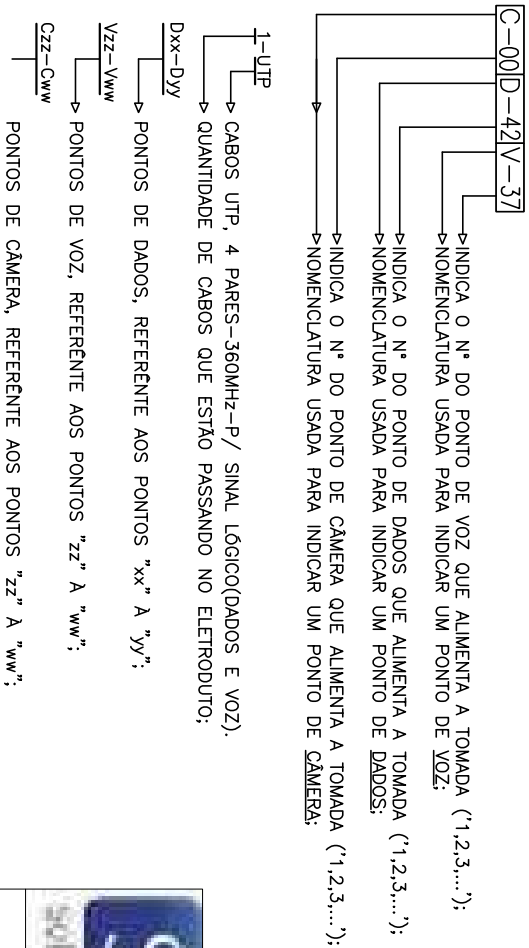 C-00 D-42 V-37
INDICA O N° DO PONTO DE VOZ QUE ALIMENTA A TOMADA ('1,2,3,...');
NOMENCLATURA USADA PARA INDICAR UM PONTO DE VOZ;
INDICA O N° DO PONTO DE DADOS QUE ALIMENTA A TOMADA ('1,2,3,...');
NOMENCLATURA USADA PARA INDICAR UM PONTO DE DADOS;
INDICA O N° DO PONTO DE CÂMERA QUE ALIMENTA A TOMADA ('1,2,3,...');
NOMENCLATURA USADA PARA INDICAR UM PONTO DE CÂMERA;
1-UTP
CABOS UTP, 4 PARES-360MHz-P/ SINAL LÓGICO(DADOS E VOZ).
QUANTIDADE DE CABOS QUE ESTÃO PASSANDO NO ELETRODUTO;
Dxx-Dyy
PONTOS DE DADOS, REFERÊNTE AOS PONTOS "xx" À "yy";
Vzz-Vww
PONTOS DE VOZ, REFERÊNTE AOS PONTOS "zz" À "ww";
Czz-Cww
PONTOS DE CÂMERA, REFERÊNTE AOS PONTOS "zz" À "ww";